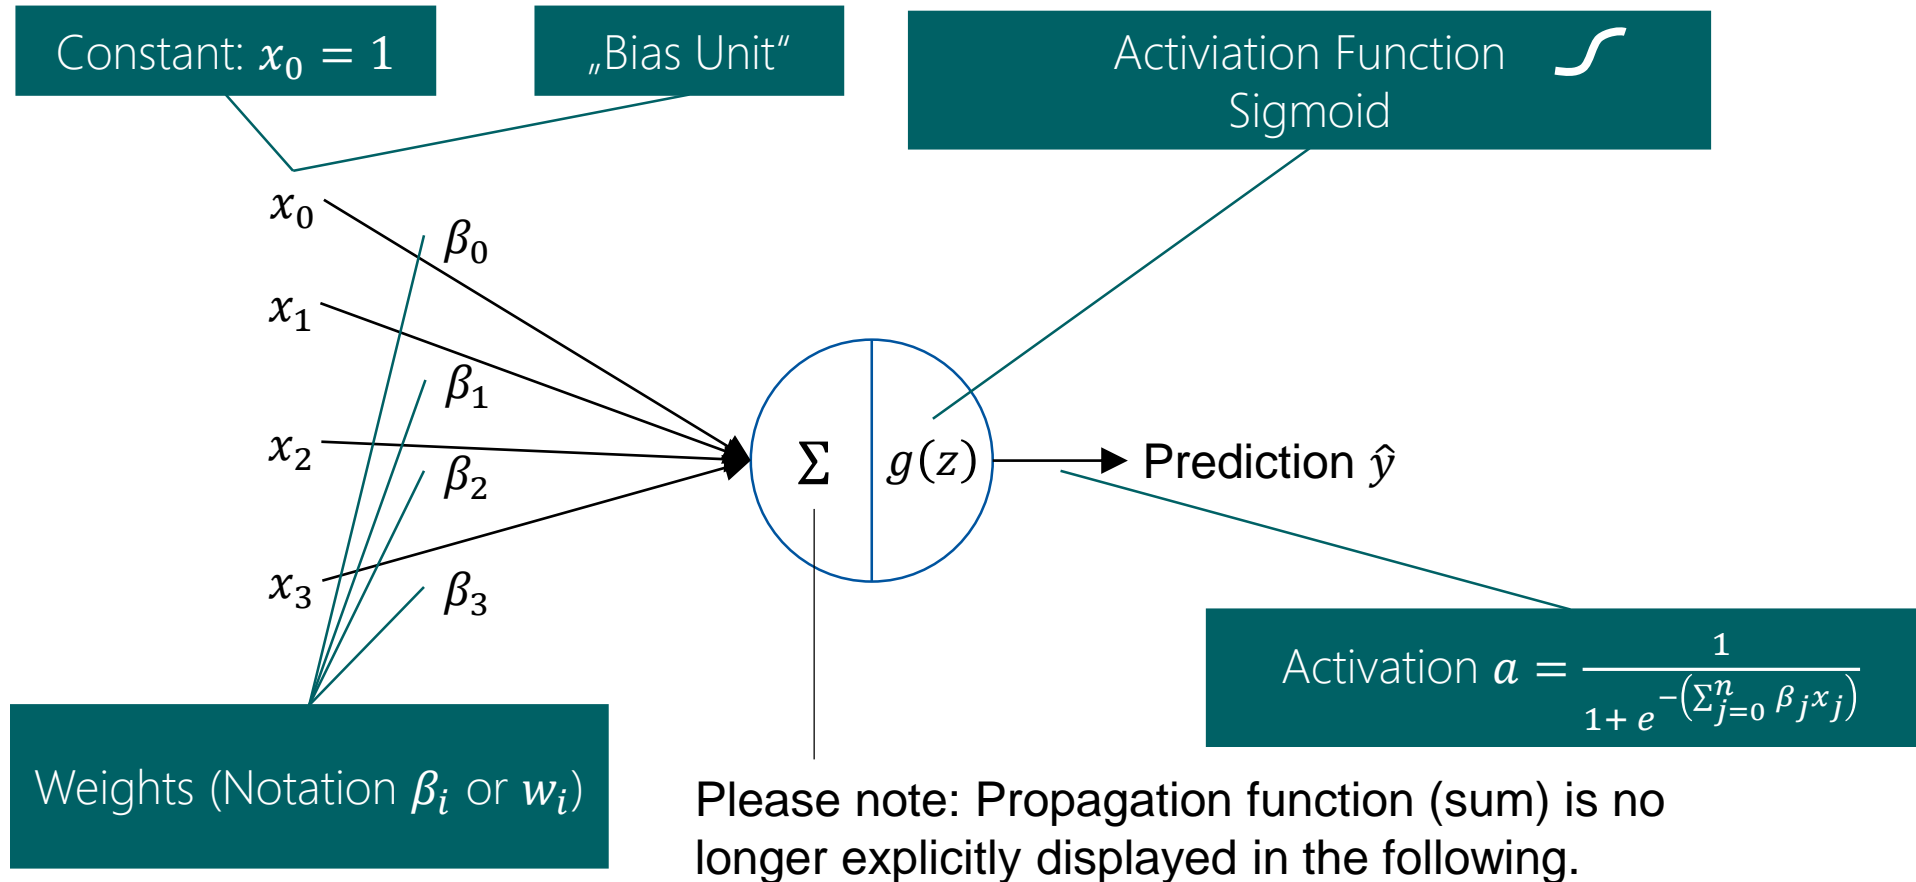 Constant: x₀ = 1
„Bias Unit“
Activiation Function
Sigmoid
x₀
β₀
x₁
β₁
x₂
β₂
x₃
β₃
Σ
g(z)
Prediction ŷ
Activation a = 1 / (1 + e^(−(∑ⁿⱼ₌₀ βⱼxⱼ)))
Weights (Notation βᵢ or wᵢ)
Please note: Propagation function (sum) is no
longer explicitly displayed in the following.